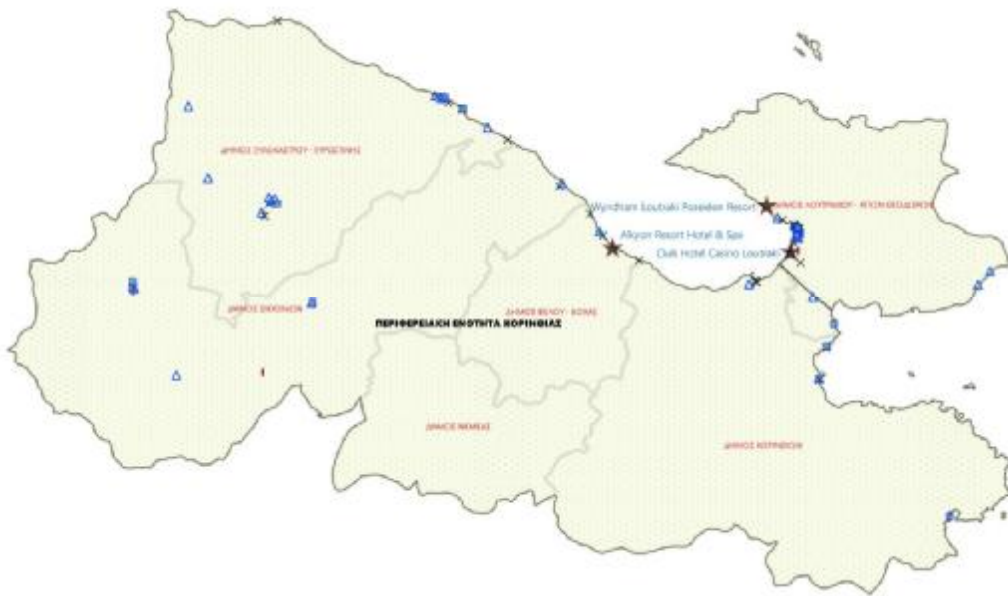 ΔΗΜΟΣ ΞΥΛΟΚΑΣΤΡΟΥ - ΕΥΡΩΣΤΙΝΗΣ
Wyndham Loutraki Poseidon Resort
ΔΗΜΟΣ ΛΟΥΤΡΑΚΙΟΥ - ΑΓΙΩΝ ΘΕΟΔΩΡΩΝ
Alkyon Resort Hotel & Spa
Club Hotel Casino Loutraki
ΔΗΜΟΣ ΣΙΚΥΩΝΙΩΝ
ΔΗΜΟΣ ΒΕΛΟΥ - ΒΟΧΑΣ
ΠΕΡΙΦΕΡΕΙΑΚΗ ΕΝΟΤΗΤΑ ΚΟΡΙΝΘΙΑΣ
ΔΗΜΟΣ ΝΕΜΕΑΣ
ΔΗΜΟΣ ΚΟΡΙΝΘΙΩΝ